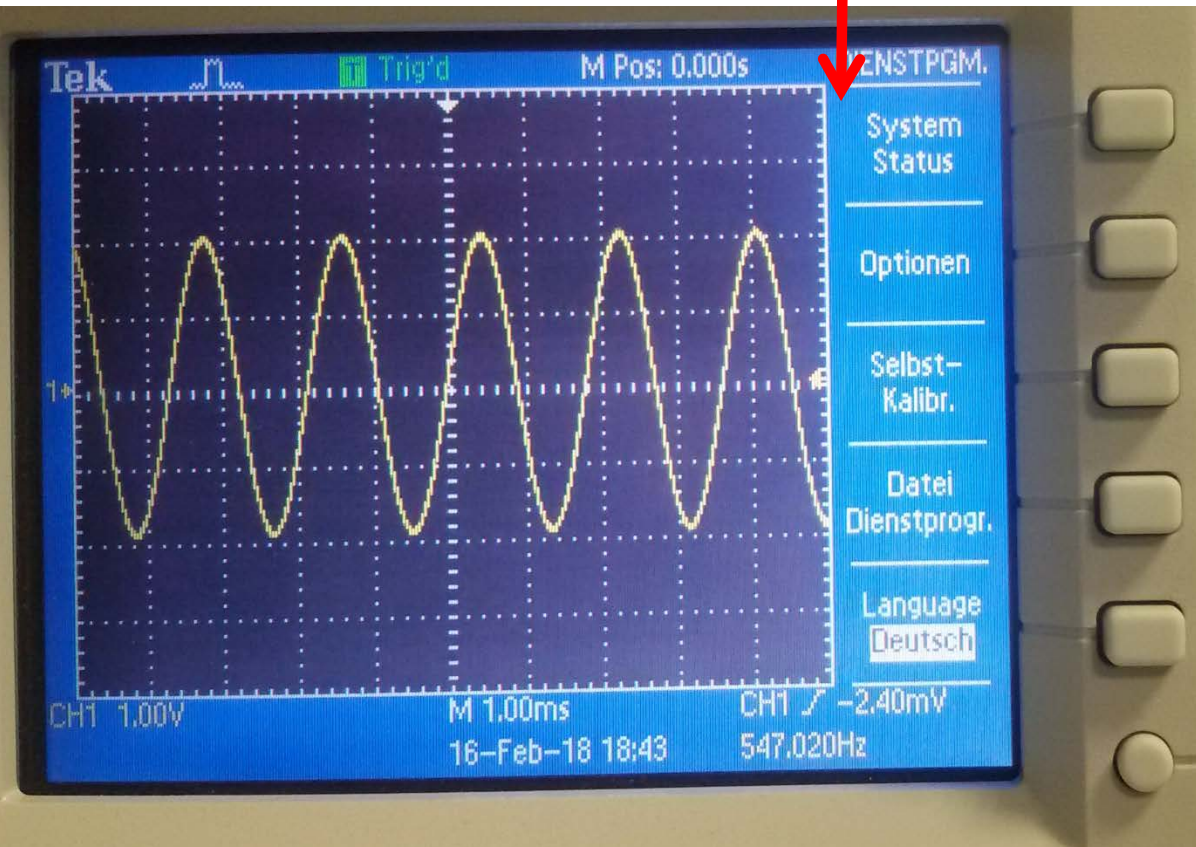 Tek
T Trig'd
M Pos: 0.000s
ENSTPGM.
System
Status
Optionen
Selbst-
Kalibr.
Datei
Dienstprogr.
Language
Deutsch
1
CH1 1.00V
M 1.00ms
CH1 -2.40mV
16-Feb-18 18:43
547.020Hz